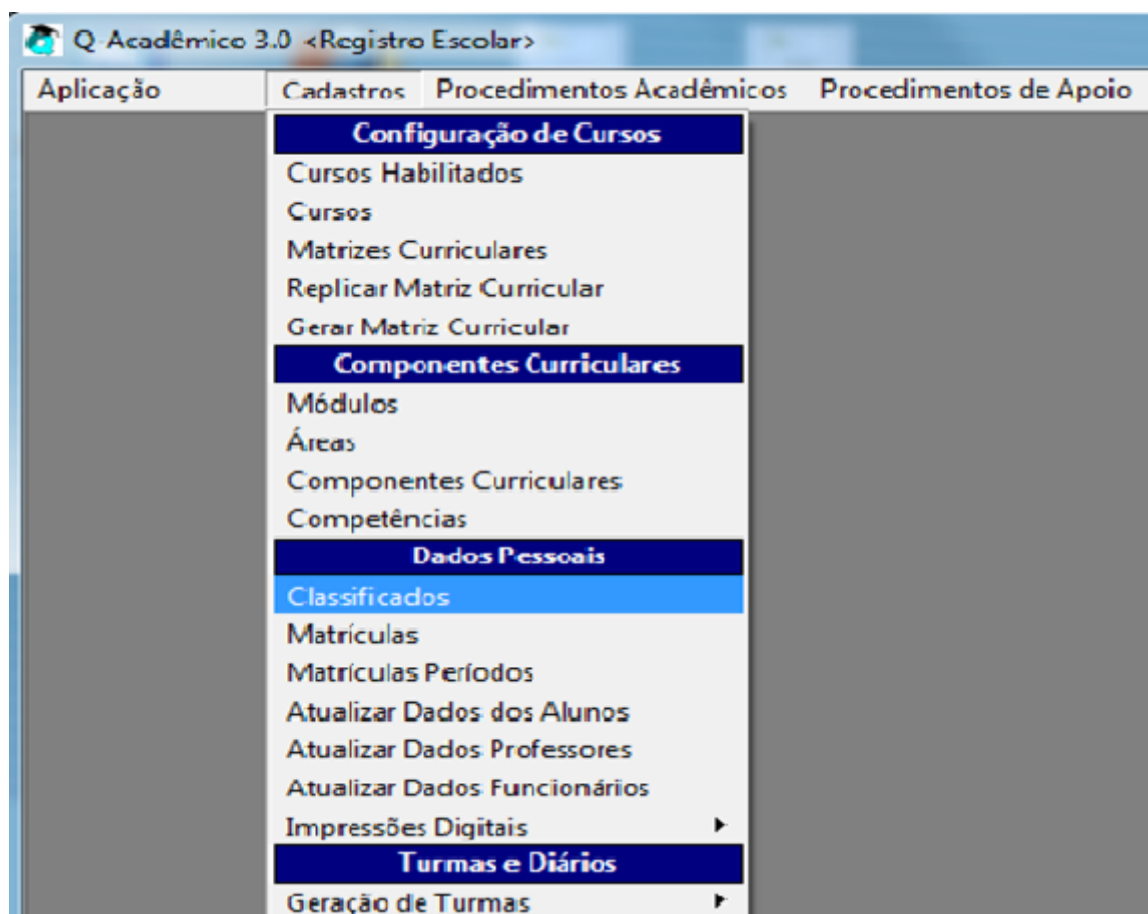 Q-Acadêmico 3.0 <Registro Escolar>
Aplicação Cadastros Procedimentos Acadêmicos Procedimentos de Apoio
Configuração de Cursos
Cursos Habilitados
Cursos
Matrizes Curriculares
Replicar Matriz Curricular
Gerar Matriz Curricular
Componentes Curriculares
Módulos
Áreas
Componentes Curriculares
Competências
Dados Pessoais
Classificados
Matrículas
Matrículas Períodos
Atualizar Dados dos Alunos
Atualizar Dados Professores
Atualizar Dados Funcionários
Impressões Digitais
Turmas e Diários
Geração de Turmas